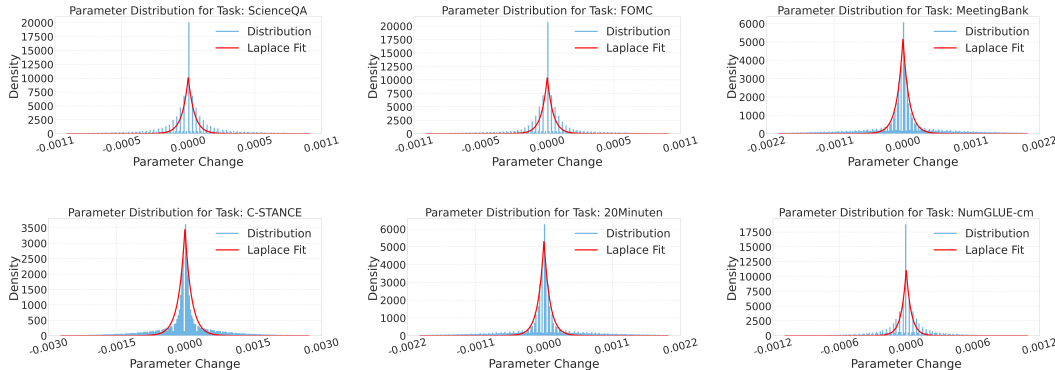 Parameter Distribution for Task: ScienceQA
20000
17500
15000
12500
10000
7500
5000
2500
0
Density
Distribution
Laplace Fit
-0.0011
-0.0005
0.0000
0.0005
0.0011
Parameter Change
Parameter Distribution for Task: FOMC
20000
17500
15000
12500
10000
7500
5000
2500
0
Density
Distribution
Laplace Fit
-0.0011
-0.0005
0.0000
0.0005
0.0011
Parameter Change
Parameter Distribution for Task: MeetingBank
6000
5000
4000
3000
2000
1000
0
Density
Distribution
Laplace Fit
-0.0022
-0.0011
0.0000
0.0011
0.0022
Parameter Change
Parameter Distribution for Task: C-STANCE
3500
3000
2500
2000
1500
1000
500
0
Density
Distribution
Laplace Fit
-0.0030
-0.0015
0.0000
0.0015
0.0030
Parameter Change
Parameter Distribution for Task: 20Minuten
6000
5000
4000
3000
2000
1000
0
Density
Distribution
Laplace Fit
-0.0022
-0.0011
0.0000
0.0011
0.0022
Parameter Change
Parameter Distribution for Task: NumGLUE-cm
17500
15000
12500
10000
7500
5000
2500
0
Density
Distribution
Laplace Fit
-0.0012
-0.0006
0.0000
0.0006
0.0012
Parameter Change